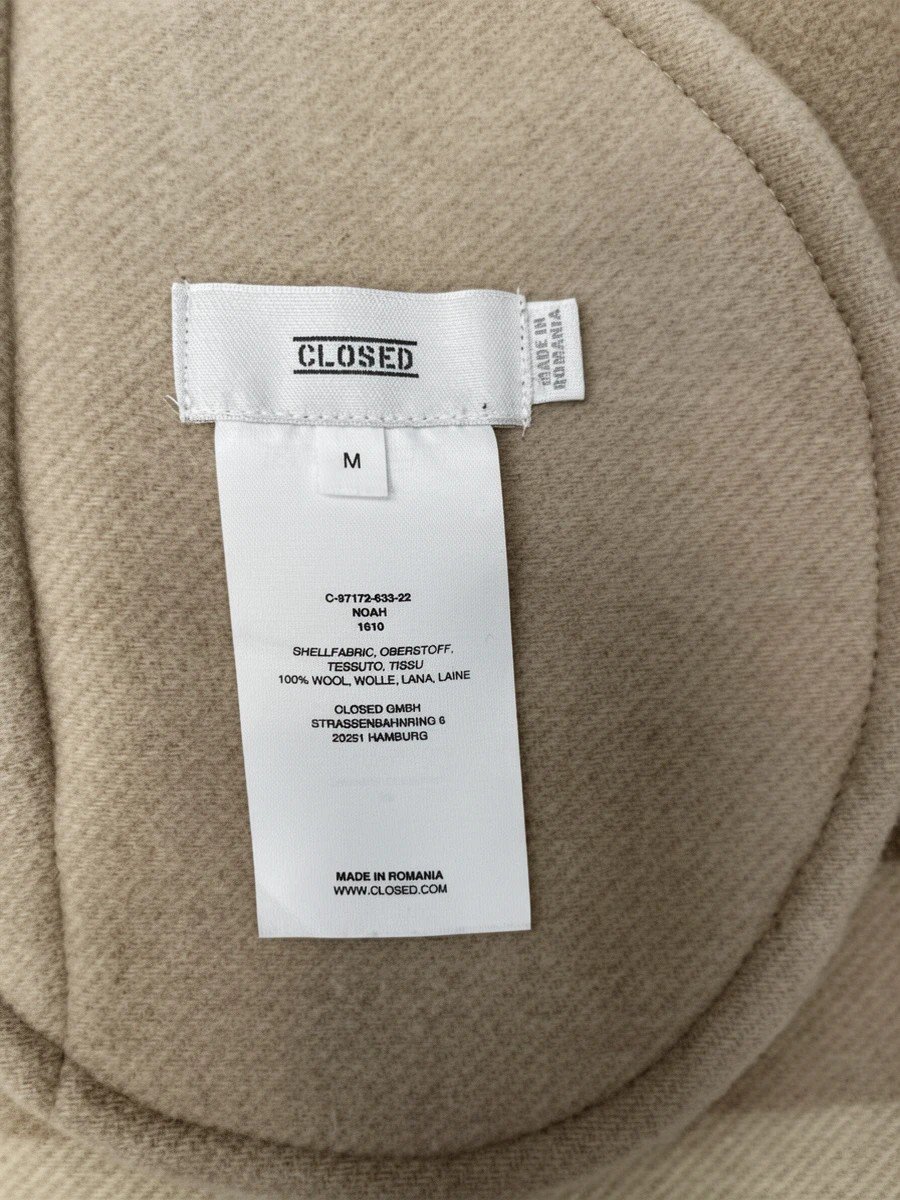 CLOSED
MADE IN
ROMANIA
M
C-97172-633-22
NOAH
1610
SHELLFABRIC, OBERSTOFF,
TESSUTO, TISSU
100% WOOL, WOLLE, LANA, LAINE
CLOSED GMBH
STRASSENBAHNRING 6
20251 HAMBURG
MADE IN ROMANIA
WWW.CLOSED.COM